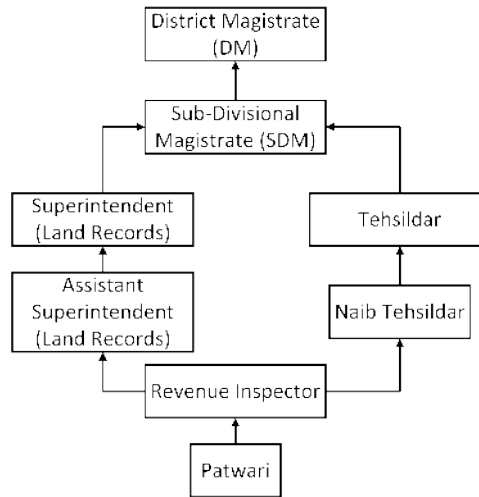 District Magistrate
(DM)
Sub-Divisional
Magistrate (SDM)
Superintendent
(Land Records)
Tehsildar
Assistant
Superintendent
(Land Records)
Naib Tehsildar
Revenue Inspector
Patwari